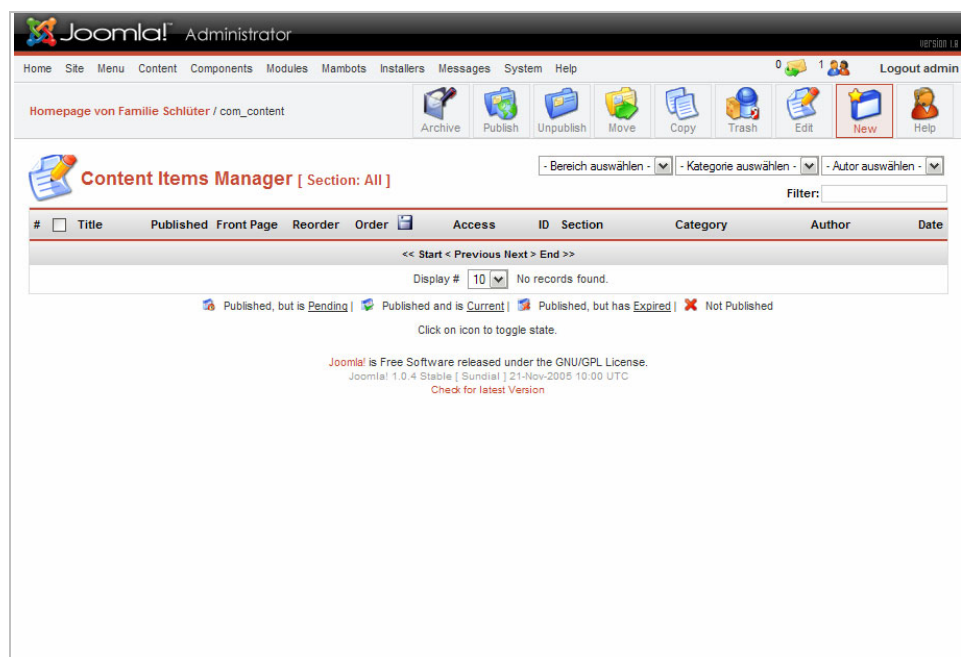 Joomla!™ Administrator
version 1.0
Home Site Menu Content Components Modules Mambots Installers Messages System Help 0 1 Logout admin
Homepage von Familie Schlüter / com_content
Archive Publish Unpublish Move Copy Trash Edit New Help
Content Items Manager [ Section: All ]
- Bereich auswählen - - Kategorie auswählen - - Autor auswählen -
Filter:
# Title Published Front Page Reorder Order Access ID Section Category Author Date
<< Start < Previous Next > End >>
Display # 10 No records found.
Published, but is Pending | Published and is Current | Published, but has Expired | Not Published
Click on icon to toggle state.
Joomla! is Free Software released under the GNU/GPL License.
Joomla! 1.0.4 Stable [ Sundial ] 21-Nov-2005 10:00 UTC
Check for latest Version